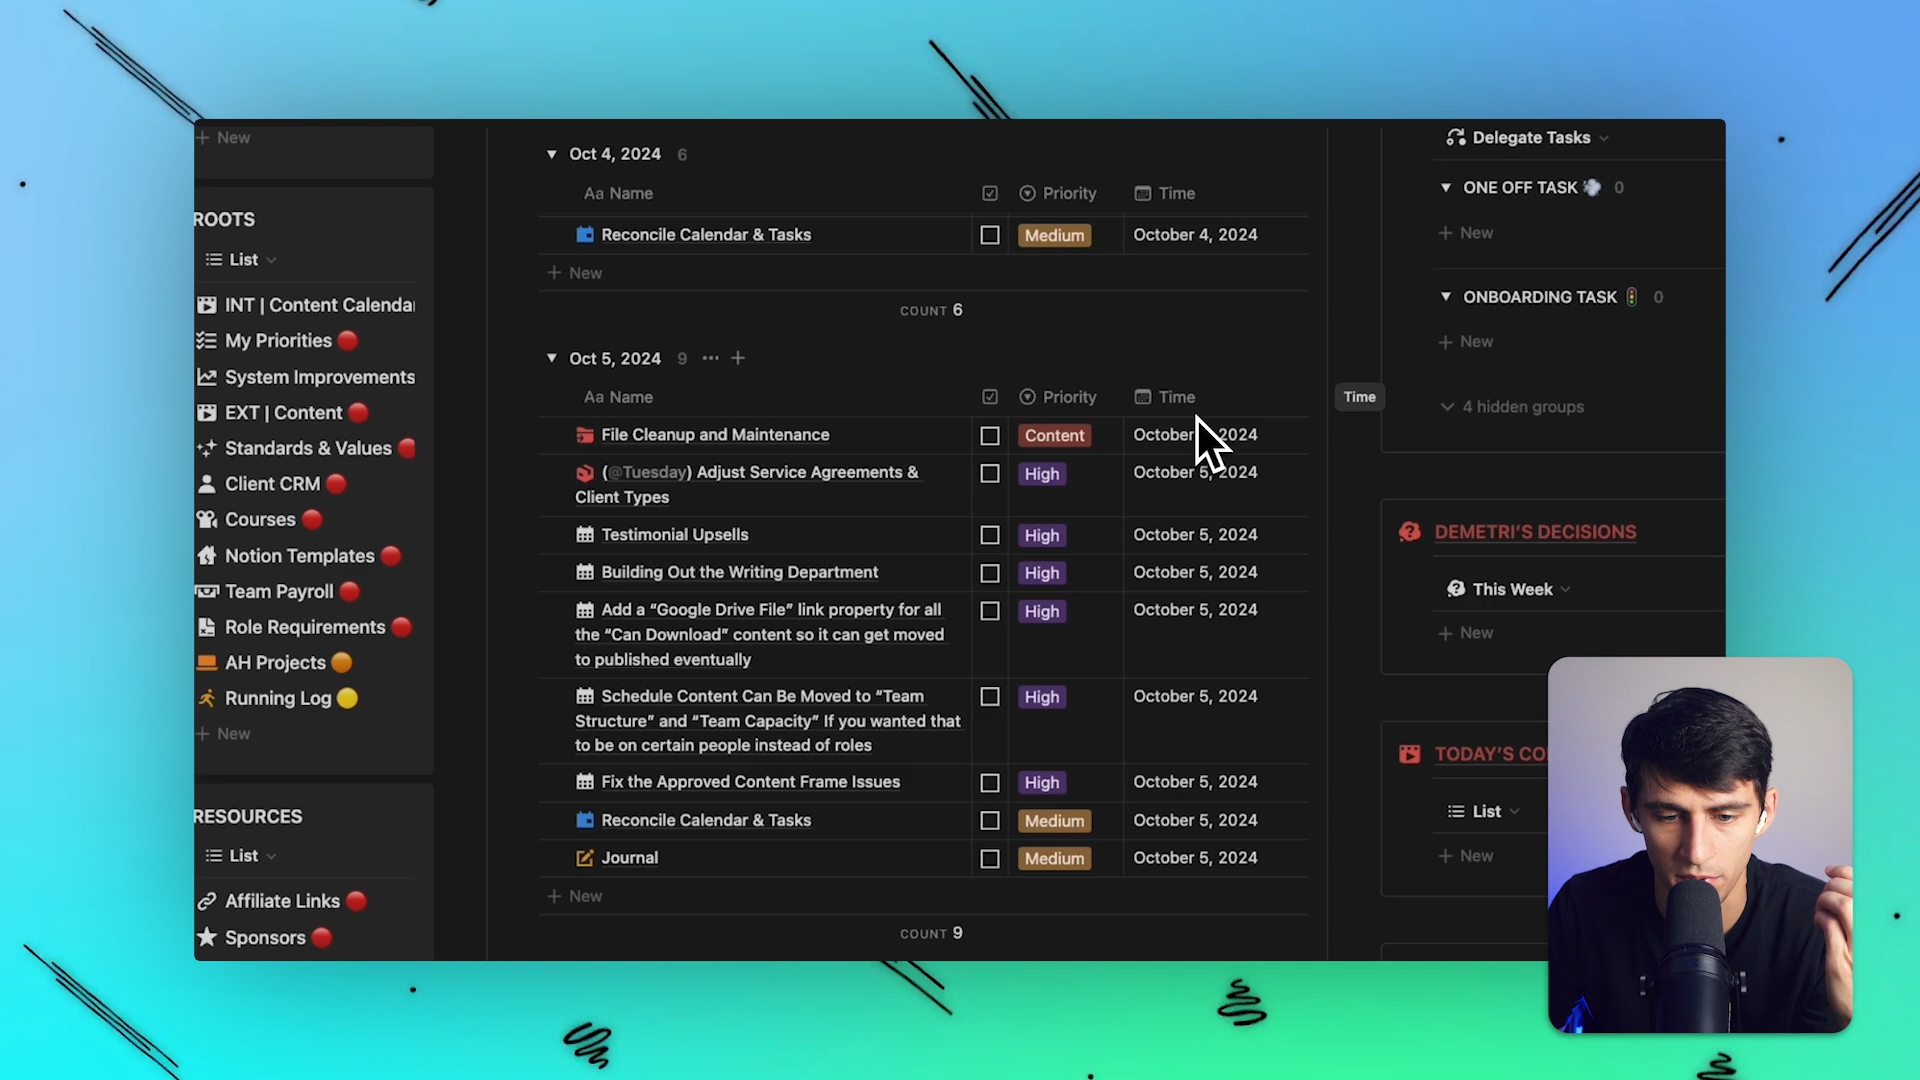 + New
ROOTS
List
INT | Content Calendar
My Priorities
System Improvements
EXT | Content
Standards & Values
Client CRM
Courses
Notion Templates
Team Payroll
Role Requirements
AH Projects
Running Log
+ New
RESOURCES
List
Affiliate Links
Sponsors
Oct 4, 2024 6
Aa Name Priority Time
Reconcile Calendar & Tasks Medium October 4, 2024
+ New
COUNT 6
Oct 5, 2024 9 ••• +
Aa Name Priority Time
File Cleanup and Maintenance Content October 2024
(@Tuesday) Adjust Service Agreements & High October 5, 2024
Client Types
Testimonial Upsells High October 5, 2024
Building Out the Writing Department High October 5, 2024
Add a “Google Drive File” link property for all High October 5, 2024
the “Can Download” content so it can get moved
to published eventually
Schedule Content Can Be Moved to “Team High October 5, 2024
Structure” and “Team Capacity” If you wanted that
to be on certain people instead of roles
Fix the Approved Content Frame Issues High October 5, 2024
Reconcile Calendar & Tasks Medium October 5, 2024
Journal Medium October 5, 2024
+ New
COUNT 9
Time
Delegate Tasks
ONE OFF TASK 0
+ New
ONBOARDING TASK 0
+ New
4 hidden groups
DEMETRI’S DECISIONS
This Week
+ New
TODAY’S CO
List
+ New